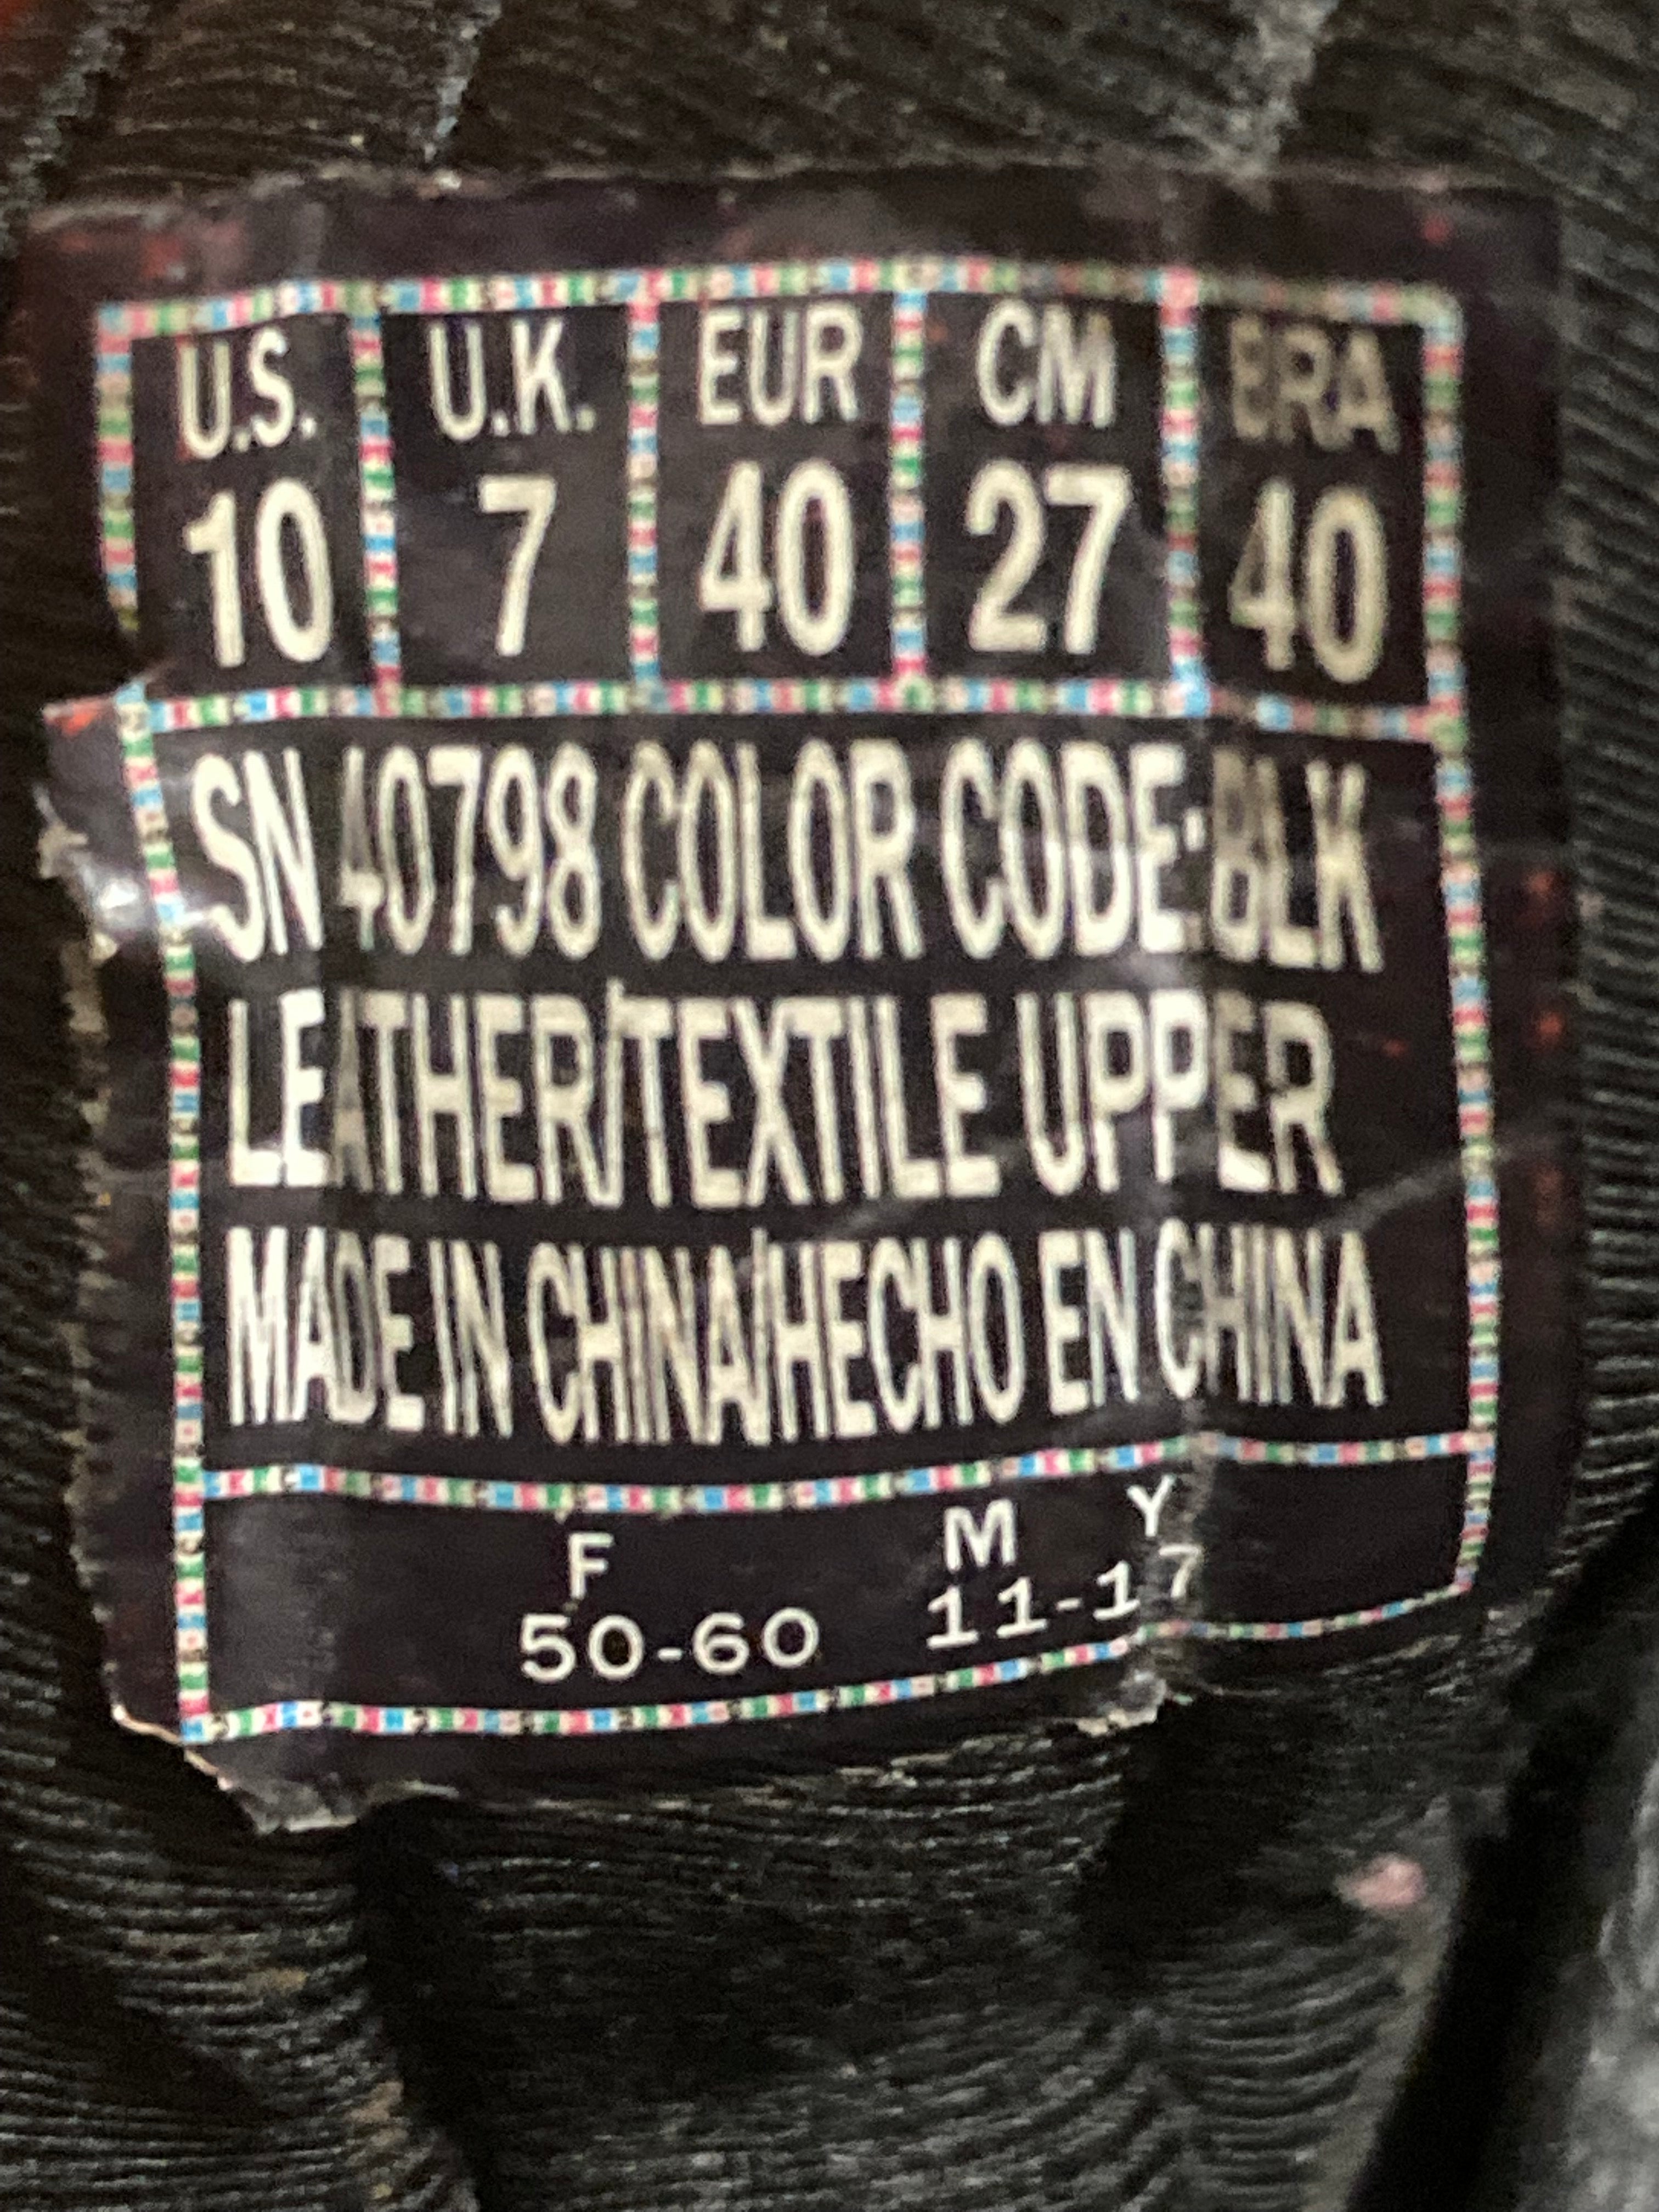 U.S. U.K. EUR CM BRA
10 7 40 27 40
SN 40798 COLOR CODE:BLK
LEATHER/TEXTILE UPPER
MADE IN CHINA/HECHO EN CHINA
F M Y
50-60 11-17